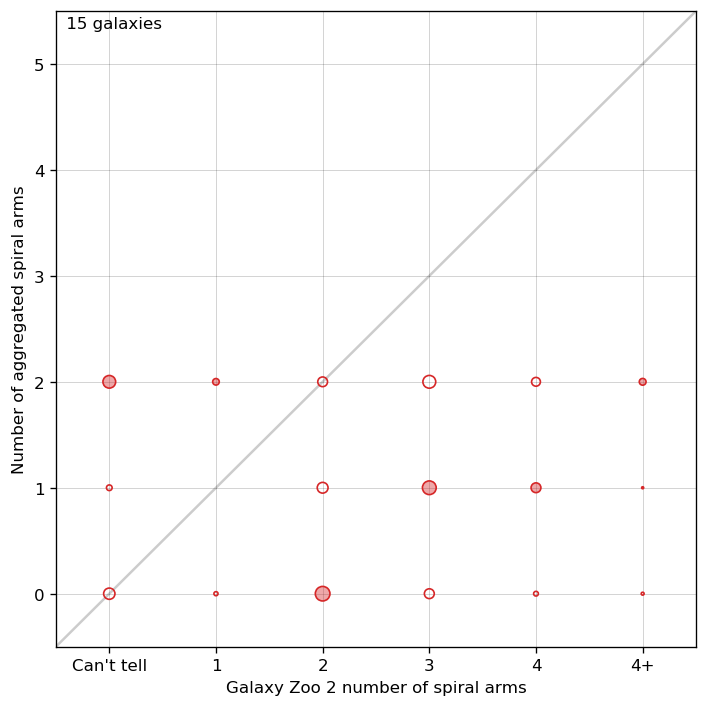 15 galaxies
5
4
3
2
1
0
Number of aggregated spiral arms
Can't tell 1 2 3 4 4+
Galaxy Zoo 2 number of spiral arms